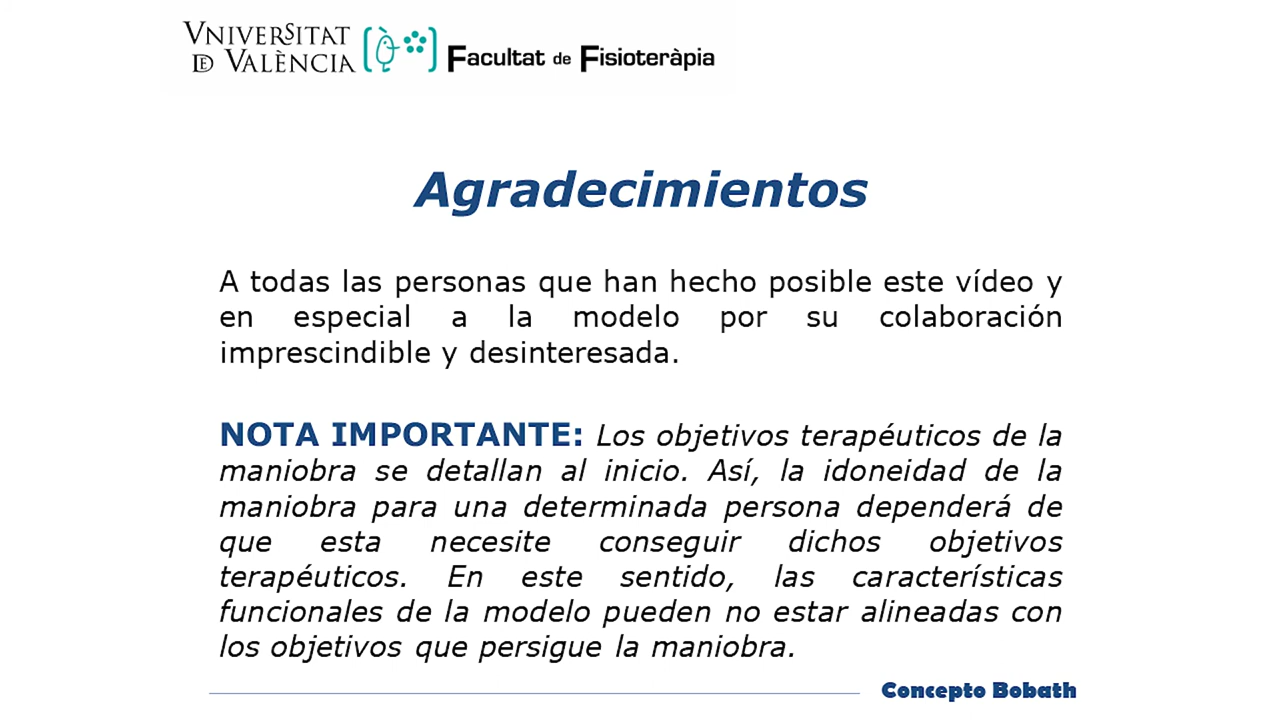 VNIVERSITAT
DE VALÈNCIA
Facultat de Fisioteràpia
Agradecimientos
A todas las personas que han hecho posible este vídeo y
en especial a la modelo por su colaboración
imprescindible y desinteresada.
NOTA IMPORTANTE: Los objetivos terapéuticos de la
maniobra se detallan al inicio. Así, la idoneidad de la
maniobra para una determinada persona dependerá de
que esta necesite conseguir dichos objetivos
terapéuticos. En este sentido, las características
funcionales de la modelo pueden no estar alineadas con
los objetivos que persigue la maniobra.
Concepto Bobath